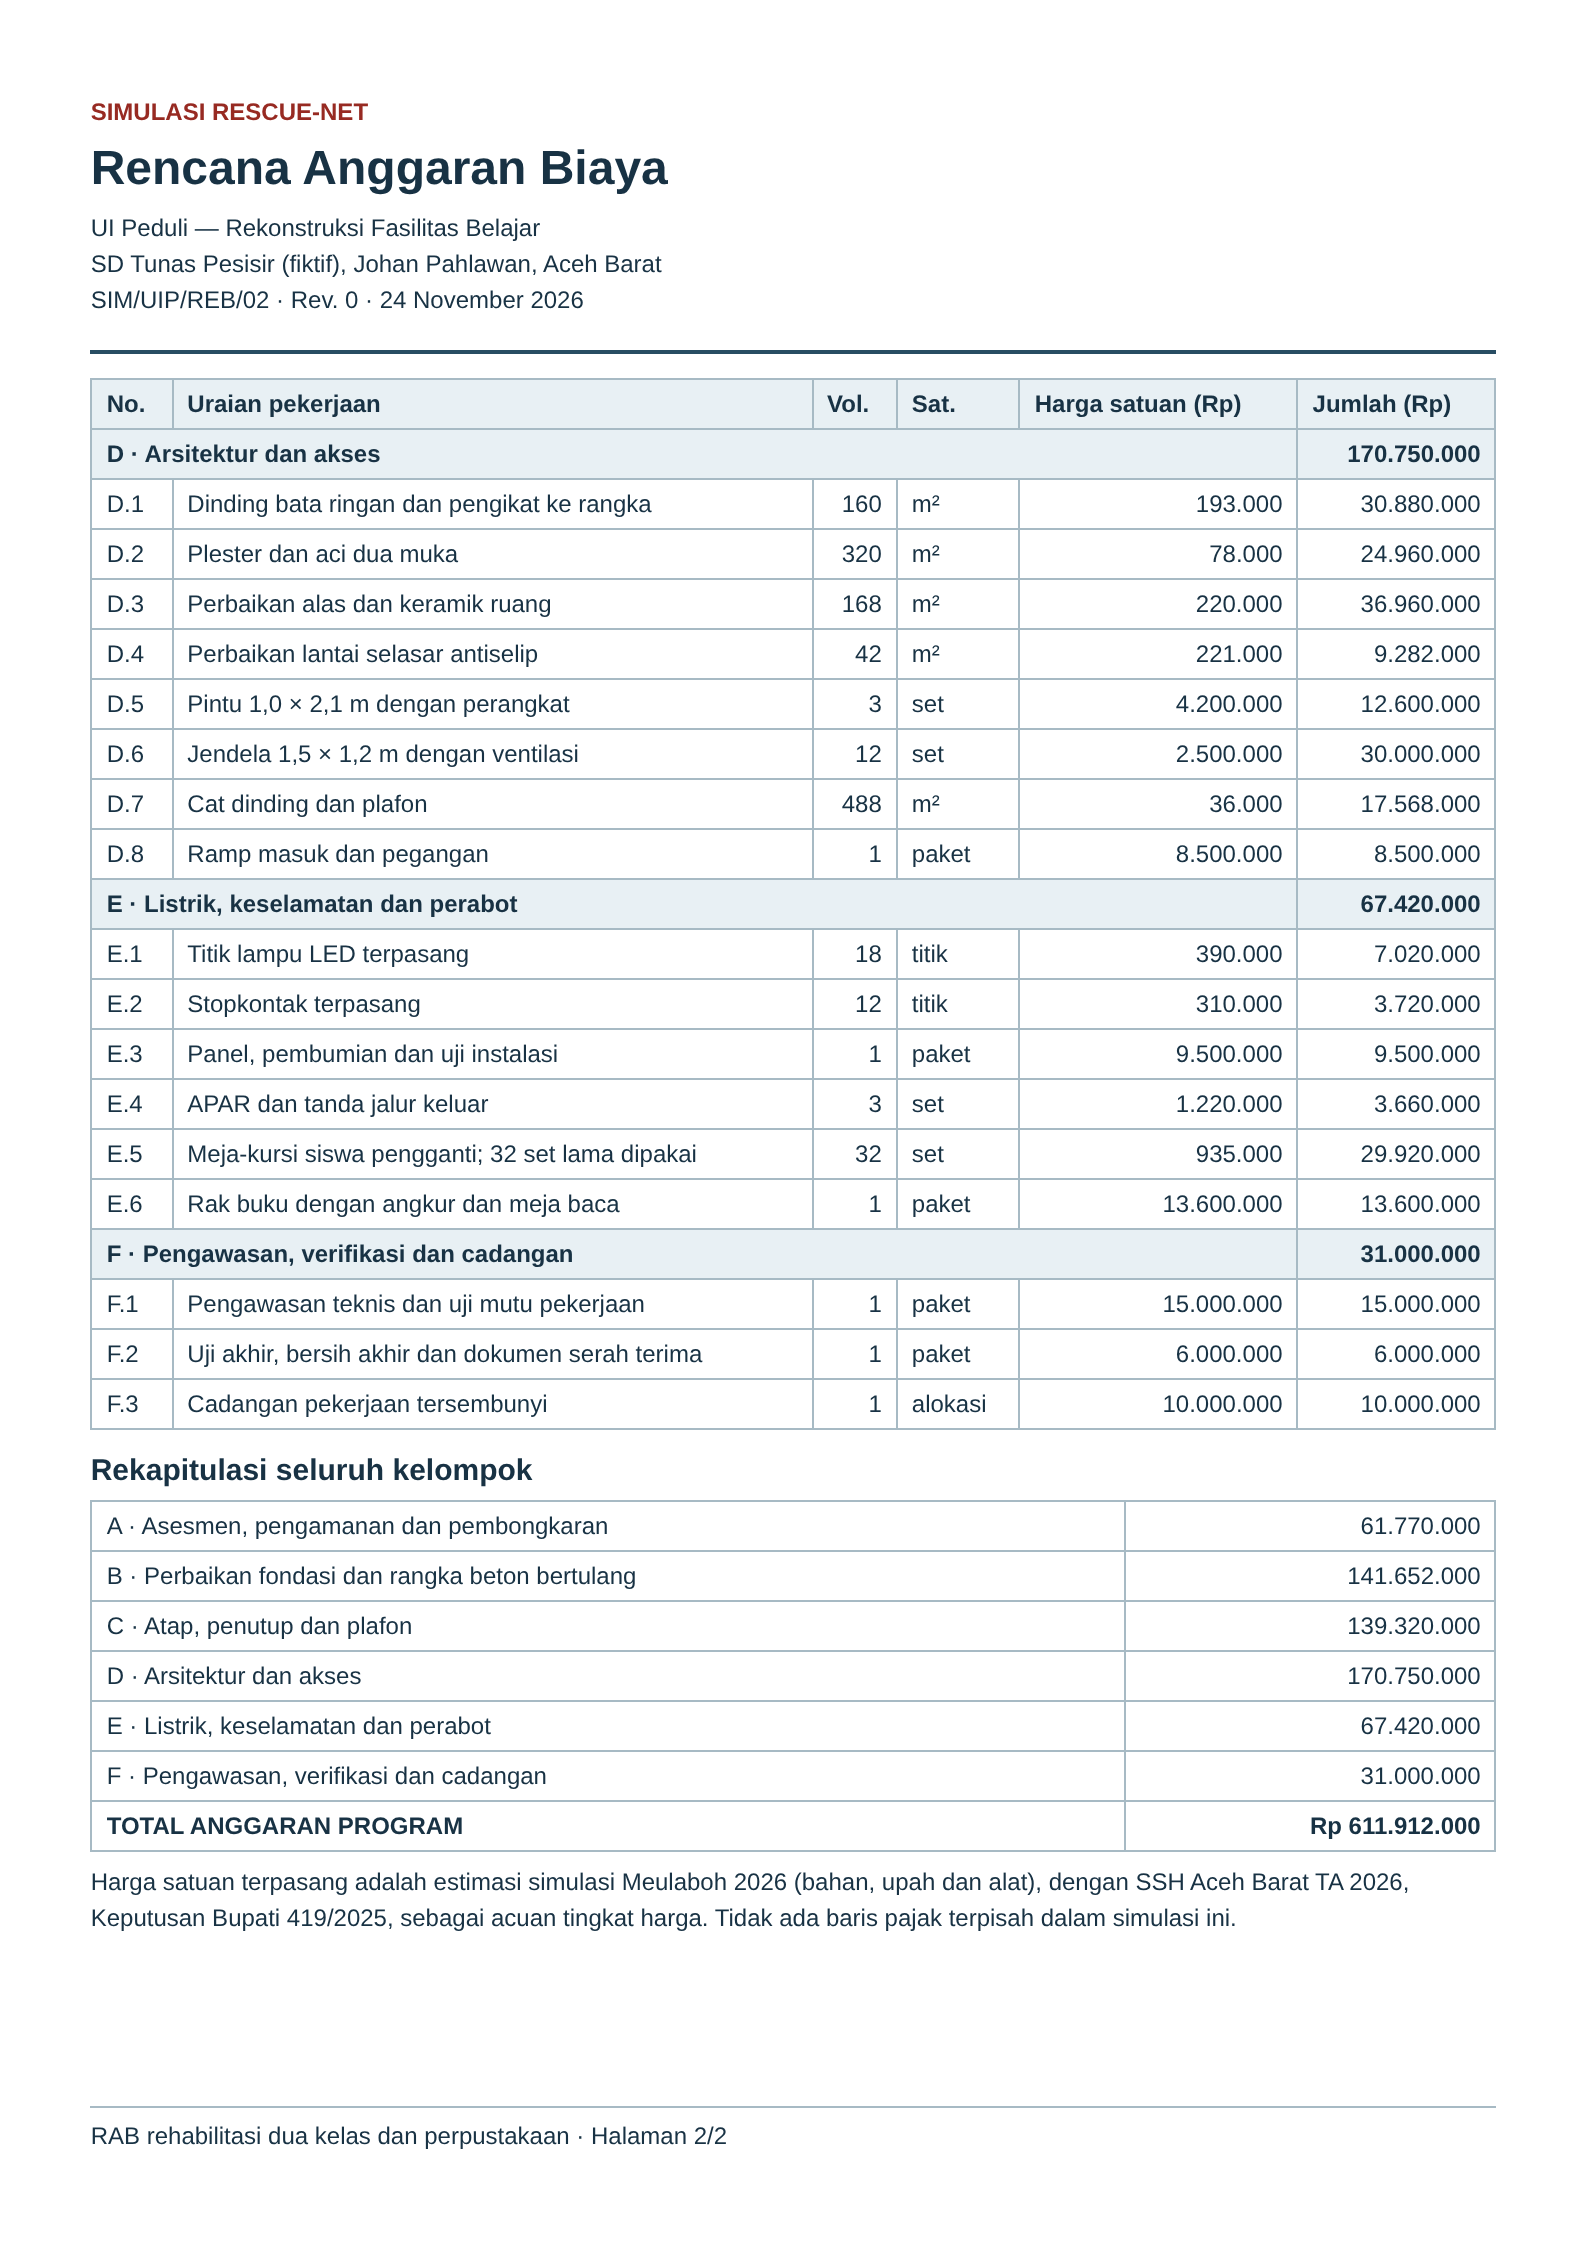 SIMULASI RESCUE-NET
Rencana Anggaran Biaya
UI Peduli — Rekonstruksi Fasilitas Belajar
SD Tunas Pesisir (fiktif), Johan Pahlawan, Aceh Barat
SIM/UIP/REB/02 · Rev. 0 · 24 November 2026
No. Uraian pekerjaan Vol. Sat. Harga satuan (Rp) Jumlah (Rp)
D · Arsitektur dan akses 170.750.000
D.1 Dinding bata ringan dan pengikat ke rangka 160 m² 193.000 30.880.000
D.2 Plester dan aci dua muka 320 m² 78.000 24.960.000
D.3 Perbaikan alas dan keramik ruang 168 m² 220.000 36.960.000
D.4 Perbaikan lantai selasar antiselip 42 m² 221.000 9.282.000
D.5 Pintu 1,0 × 2,1 m dengan perangkat 3 set 4.200.000 12.600.000
D.6 Jendela 1,5 × 1,2 m dengan ventilasi 12 set 2.500.000 30.000.000
D.7 Cat dinding dan plafon 488 m² 36.000 17.568.000
D.8 Ramp masuk dan pegangan 1 paket 8.500.000 8.500.000
E · Listrik, keselamatan dan perabot 67.420.000
E.1 Titik lampu LED terpasang 18 titik 390.000 7.020.000
E.2 Stopkontak terpasang 12 titik 310.000 3.720.000
E.3 Panel, pembumian dan uji instalasi 1 paket 9.500.000 9.500.000
E.4 APAR dan tanda jalur keluar 3 set 1.220.000 3.660.000
E.5 Meja-kursi siswa pengganti; 32 set lama dipakai 32 set 935.000 29.920.000
E.6 Rak buku dengan angkur dan meja baca 1 paket 13.600.000 13.600.000
F · Pengawasan, verifikasi dan cadangan 31.000.000
F.1 Pengawasan teknis dan uji mutu pekerjaan 1 paket 15.000.000 15.000.000
F.2 Uji akhir, bersih akhir dan dokumen serah terima 1 paket 6.000.000 6.000.000
F.3 Cadangan pekerjaan tersembunyi 1 alokasi 10.000.000 10.000.000
Rekapitulasi seluruh kelompok
A · Asesmen, pengamanan dan pembongkaran 61.770.000
B · Perbaikan fondasi dan rangka beton bertulang 141.652.000
C · Atap, penutup dan plafon 139.320.000
D · Arsitektur dan akses 170.750.000
E · Listrik, keselamatan dan perabot 67.420.000
F · Pengawasan, verifikasi dan cadangan 31.000.000
TOTAL ANGGARAN PROGRAM Rp 611.912.000
Harga satuan terpasang adalah estimasi simulasi Meulaboh 2026 (bahan, upah dan alat), dengan SSH Aceh Barat TA 2026,
Keputusan Bupati 419/2025, sebagai acuan tingkat harga. Tidak ada baris pajak terpisah dalam simulasi ini.
RAB rehabilitasi dua kelas dan perpustakaan · Halaman 2/2